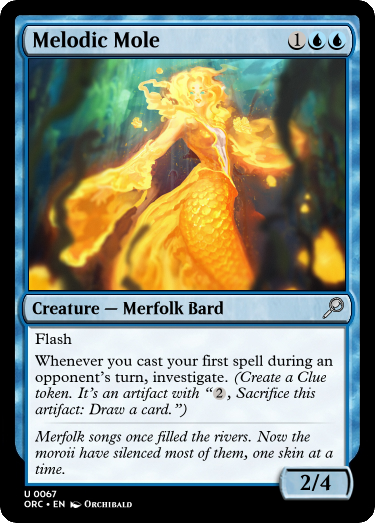 Melodic Mole 1
Creature — Merfolk Bard
Flash
Whenever you cast your first spell during an
opponent's turn, investigate. (Create a Clue
token. It's an artifact with “2, Sacrifice this
artifact: Draw a card.”)
Merfolk songs once filled the rivers. Now the
moroii have silenced most of them, one skin at a
time.
2/4
U 0067
ORC • EN Orchibald